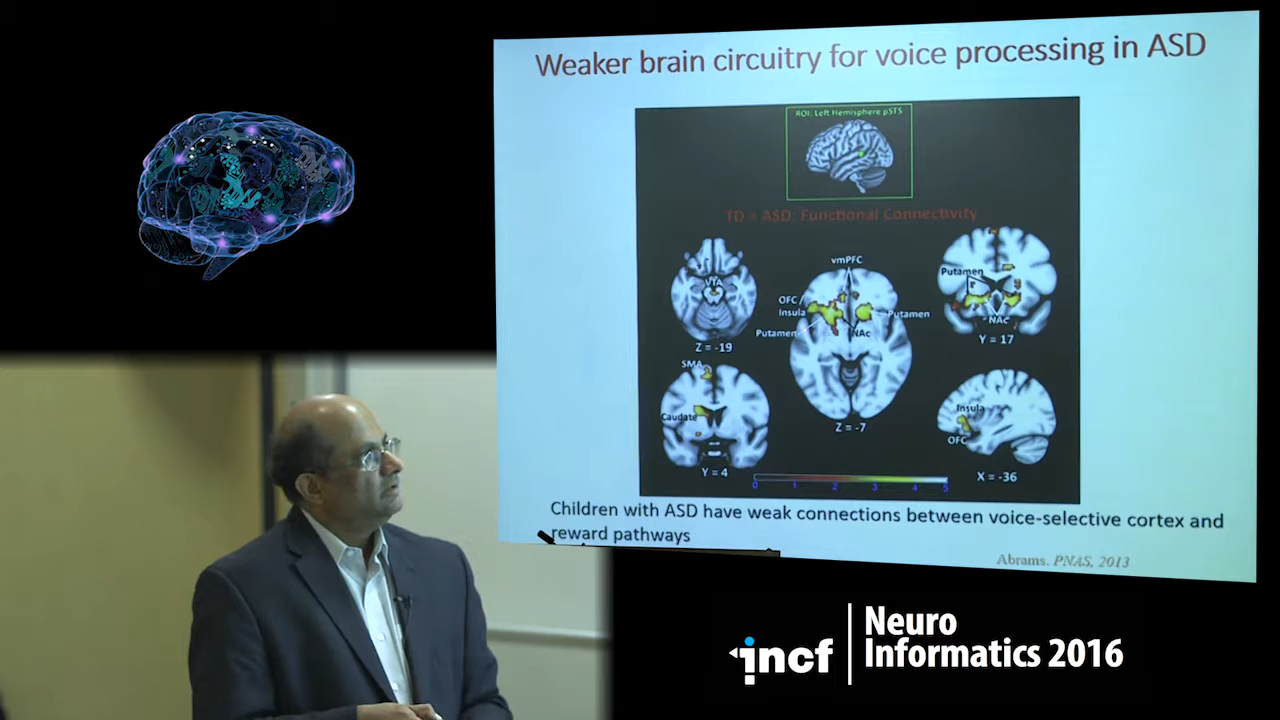 Weaker brain circuitry for voice processing in ASD
ROI: Left Hemisphere pSTS
TD > ASD: Functional Connectivity
VTA
Z = -19
vmPFC
OFC /
Insula
Putamen
Putamen
NAc
Z = -7
Putamen
NAc
Y = 17
SMA
Caudate
Y = 4
Insula
OFC
X = -36
0 1 2 3 4 5
Children with ASD have weak connections between voice-selective cortex and
reward pathways
Abrams. PNAS, 2013
incf
Neuro
Informatics 2016